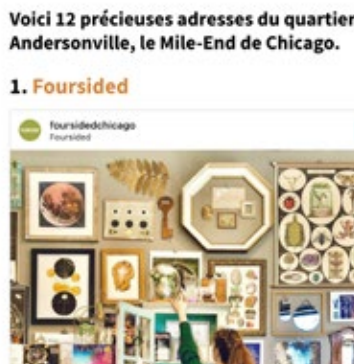 Voici 12 précieuses adresses du quartier
Andersonville, le Mile-End de Chicago.
1. Foursided
foursidedchicago
Foursided